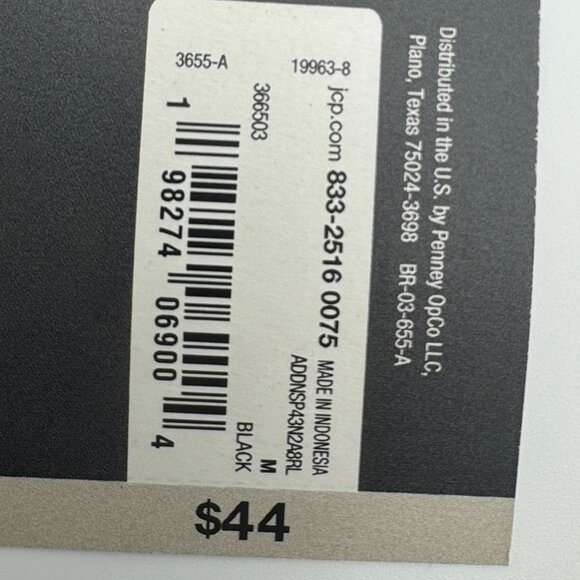 Distributed in the U.S. by Penney OpCo LLC,
Plano, Texas 75024-3698 BR-03-655-A
3655-A
19963-8
jcp.com 833-2516 0075
MADE IN INDONESIA
ADDNSP43N2A8RL
366503
M
BLACK
1 98274 06900 4
$44